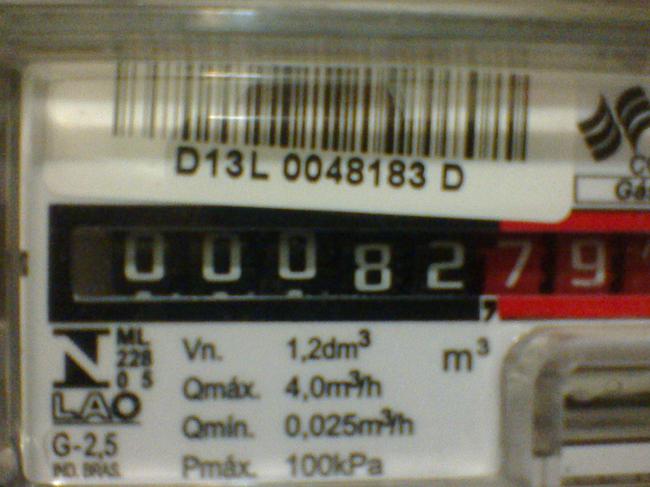 D13L 0048183 D
0 0 0 8 2 7 9
,
ML
228
0 5
LAO
G-2,5
IND. BRAS.
Vn. 1,2dm³
Qmáx. 4,0m³/h
Qmín. 0,025m³/h
Pmáx. 100kPa
m³